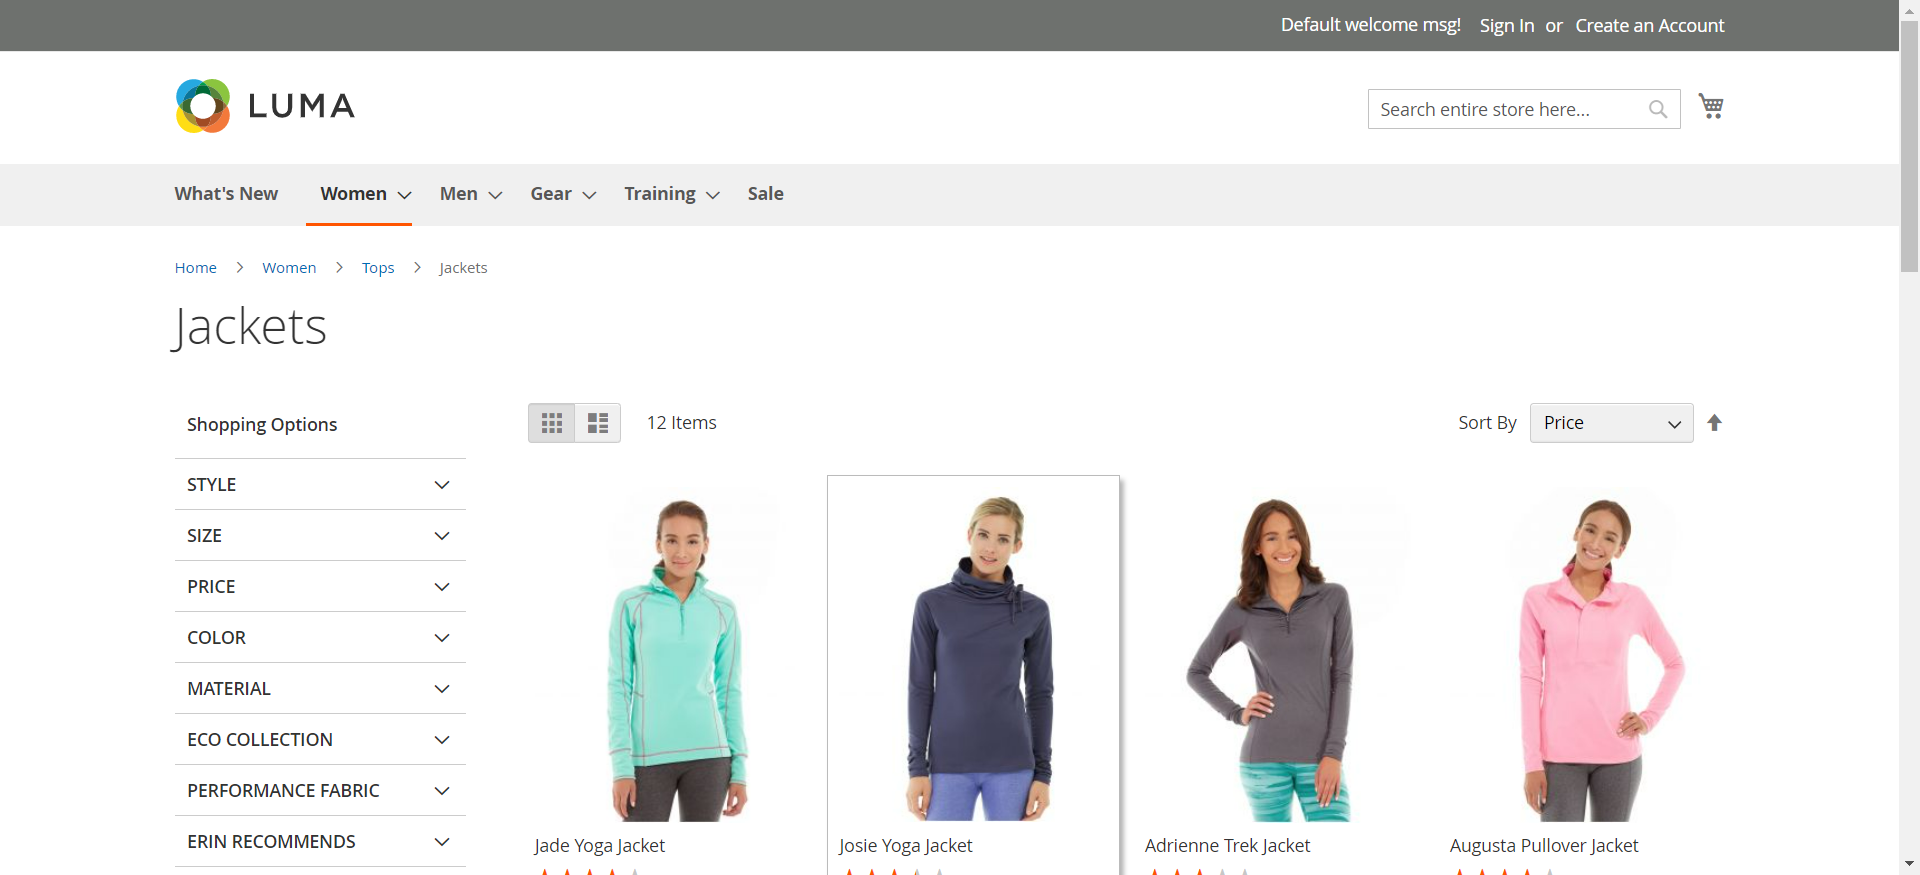 Default welcome msg! Sign In or Create an Account
LUMA
Search entire store here...
What's New Women Men Gear Training Sale
Home Women Tops Jackets
Jackets
Shopping Options
12 Items
Sort By Price
STYLE
SIZE
PRICE
COLOR
MATERIAL
ECO COLLECTION
PERFORMANCE FABRIC
ERIN RECOMMENDS
Jade Yoga Jacket
Josie Yoga Jacket
Adrienne Trek Jacket
Augusta Pullover Jacket